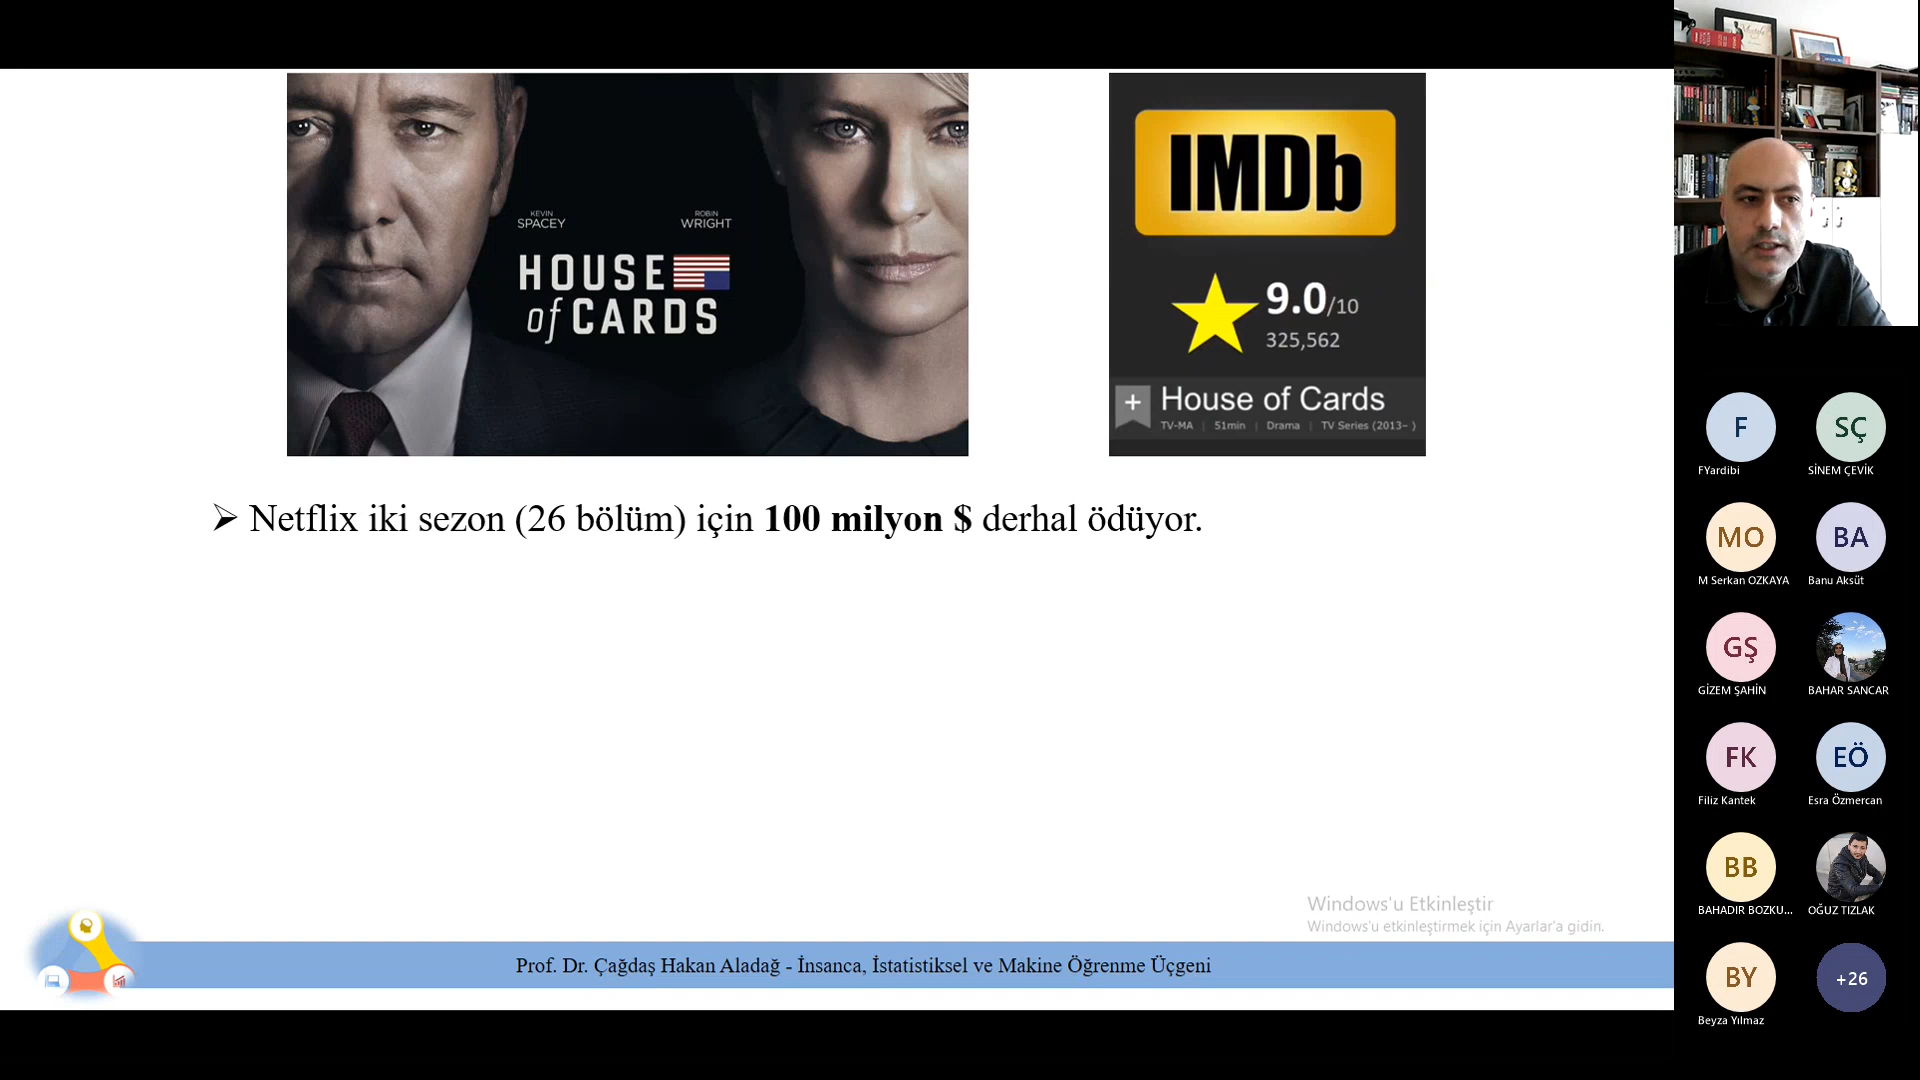 KEVIN
SPACEY
ROBIN
WRIGHT
HOUSE
of CARDS
IMDb
9.0/10
325,562
+ House of Cards
TV-MA | 51min | Drama | TV Series (2013– )
➢ Netflix iki sezon (26 bölüm) için 100 milyon $ derhal ödüyor.
Windows'u Etkinleştir
Windows'u etkinleştirmek için Ayarlar'a gidin.
Prof. Dr. Çağdaş Hakan Aladağ - İnsanca, İstatistiksel ve Makine Öğrenme Üçgeni
F
FYardibi
SÇ
SİNEM ÇEVİK
MO
M Serkan OZKAYA
BA
Banu Aksüt
GŞ
GİZEM ŞAHİN
BAHAR SANCAR
FK
Filiz Kantek
EÖ
Esra Özmercan
BB
BAHADIR BOZKU...
OĞUZ TIZLAK
BY
Beyza Yılmaz
+26